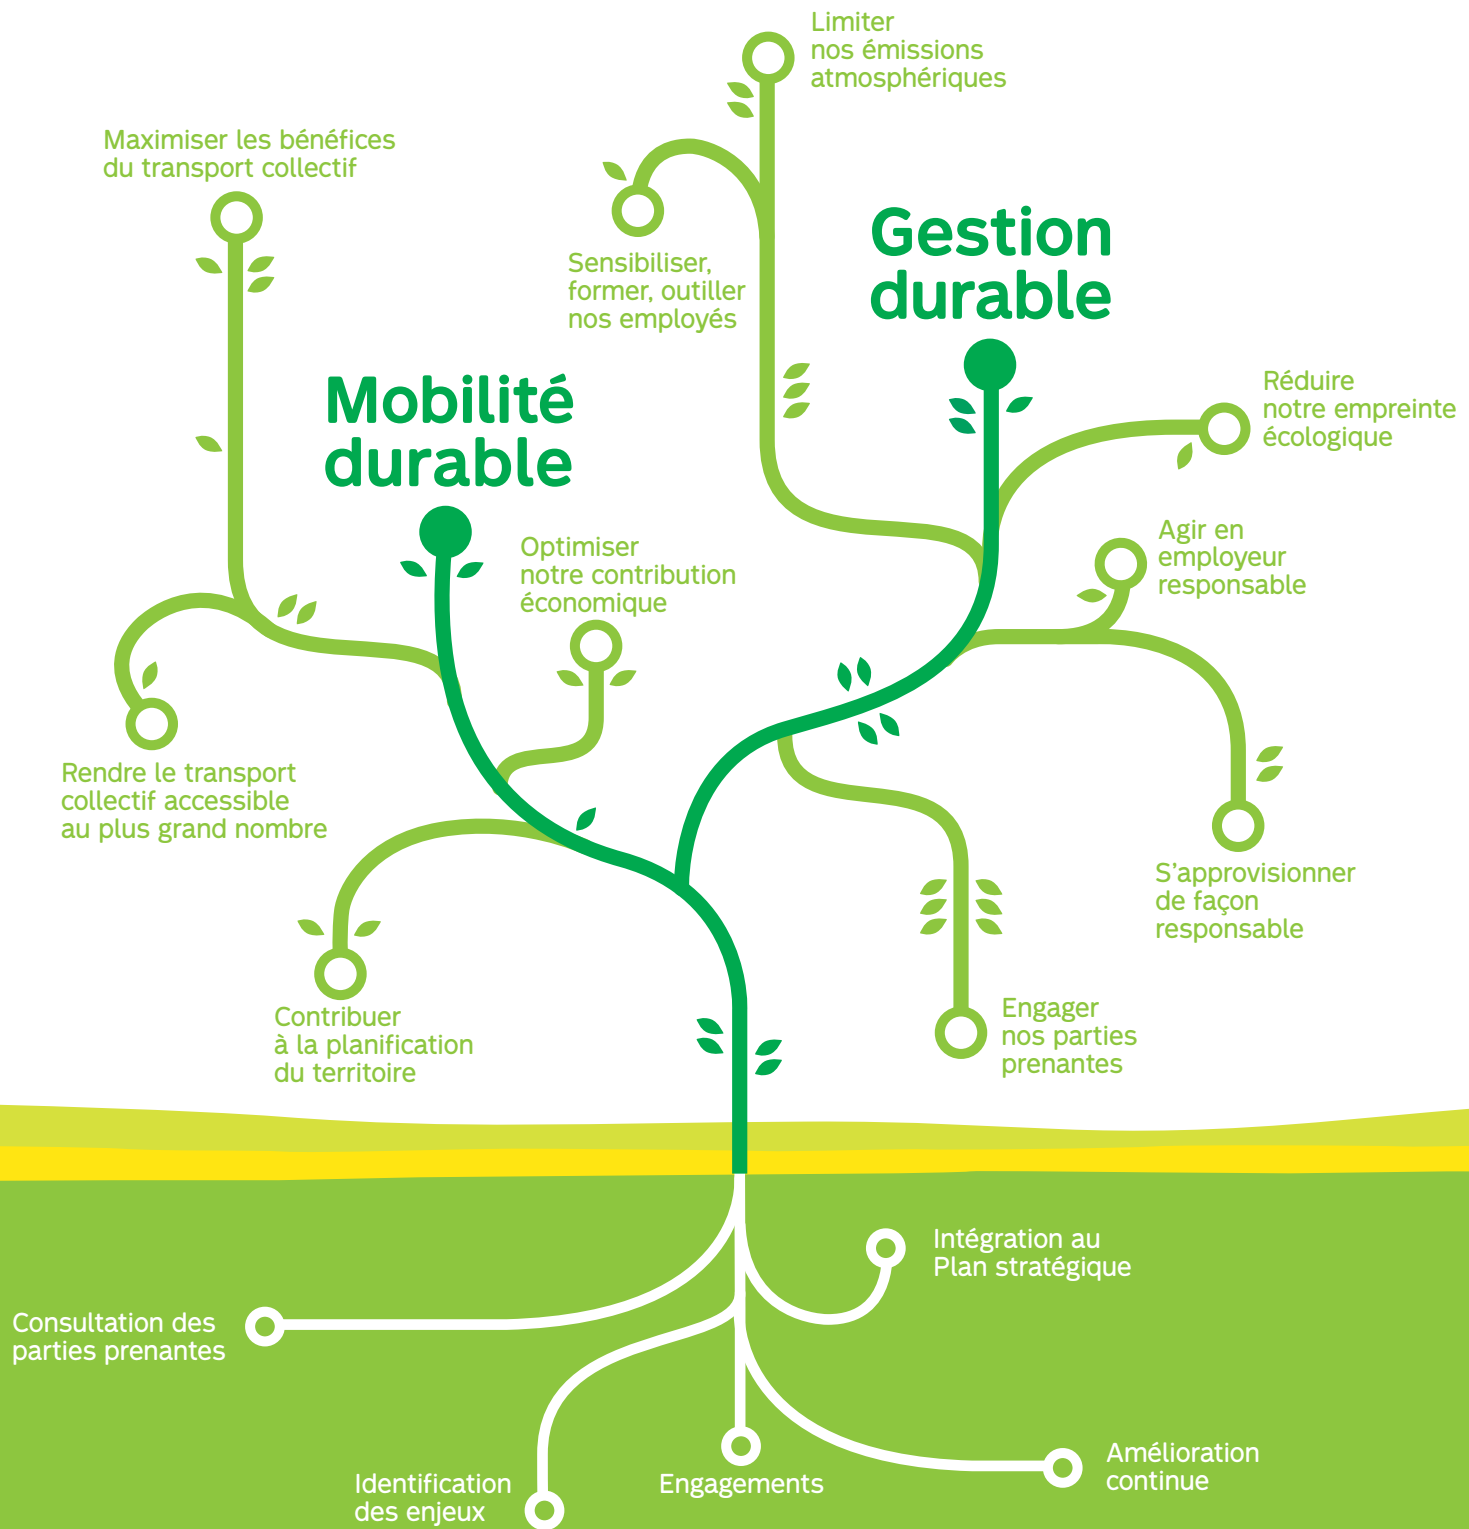 Limiter
nos émissions
atmosphériques
Maximiser les bénéfices
du transport collectif
Sensibiliser,
former, outiller
nos employés
Gestion
durable
Mobilité
durable
Réduire
notre empreinte
écologique
Optimiser
notre contribution
économique
Agir en
employeur
responsable
Rendre le transport
collectif accessible
au plus grand nombre
S'approvisionner
de façon
responsable
Contribuer
à la planification
du territoire
Engager
nos parties
prenantes
Intégration au
Plan stratégique
Consultation des
parties prenantes
Identification
des enjeux
Engagements
Amélioration
continue